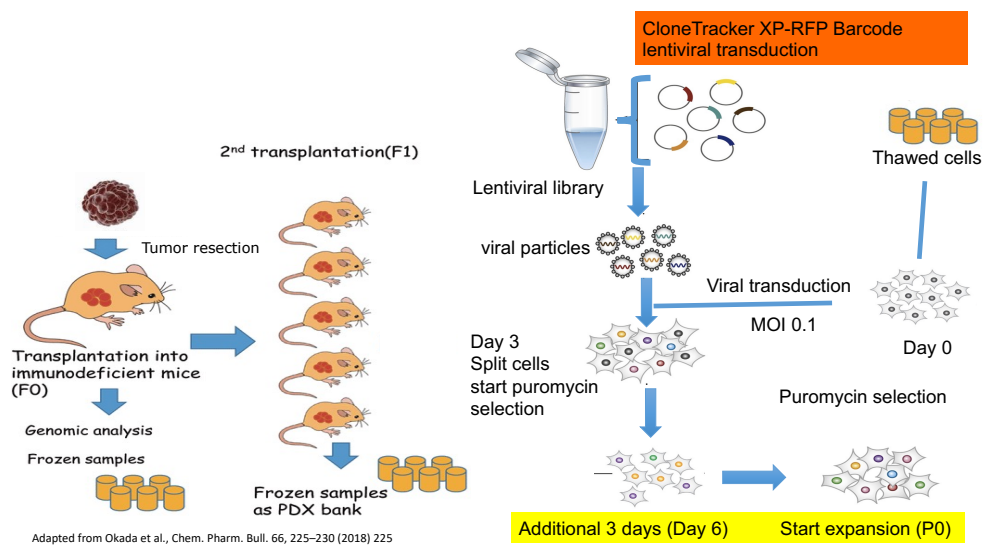 2nd transplantation(F1)
Tumor resection
Transplantation into
immunodeficient mice
(F0)
Genomic analysis
Frozen samples
Frozen samples
as PDX bank
Adapted from Okada et al., Chem. Pharm. Bull. 66, 225–230 (2018) 225
CloneTracker XP-RFP Barcode
lentiviral transduction
Thawed cells
Lentiviral library
viral particles
Viral transduction
MOI 0.1
Day 0
Day 3
Split cells
start puromycin
selection
Puromycin selection
Additional 3 days (Day 6)
Start expansion (P0)